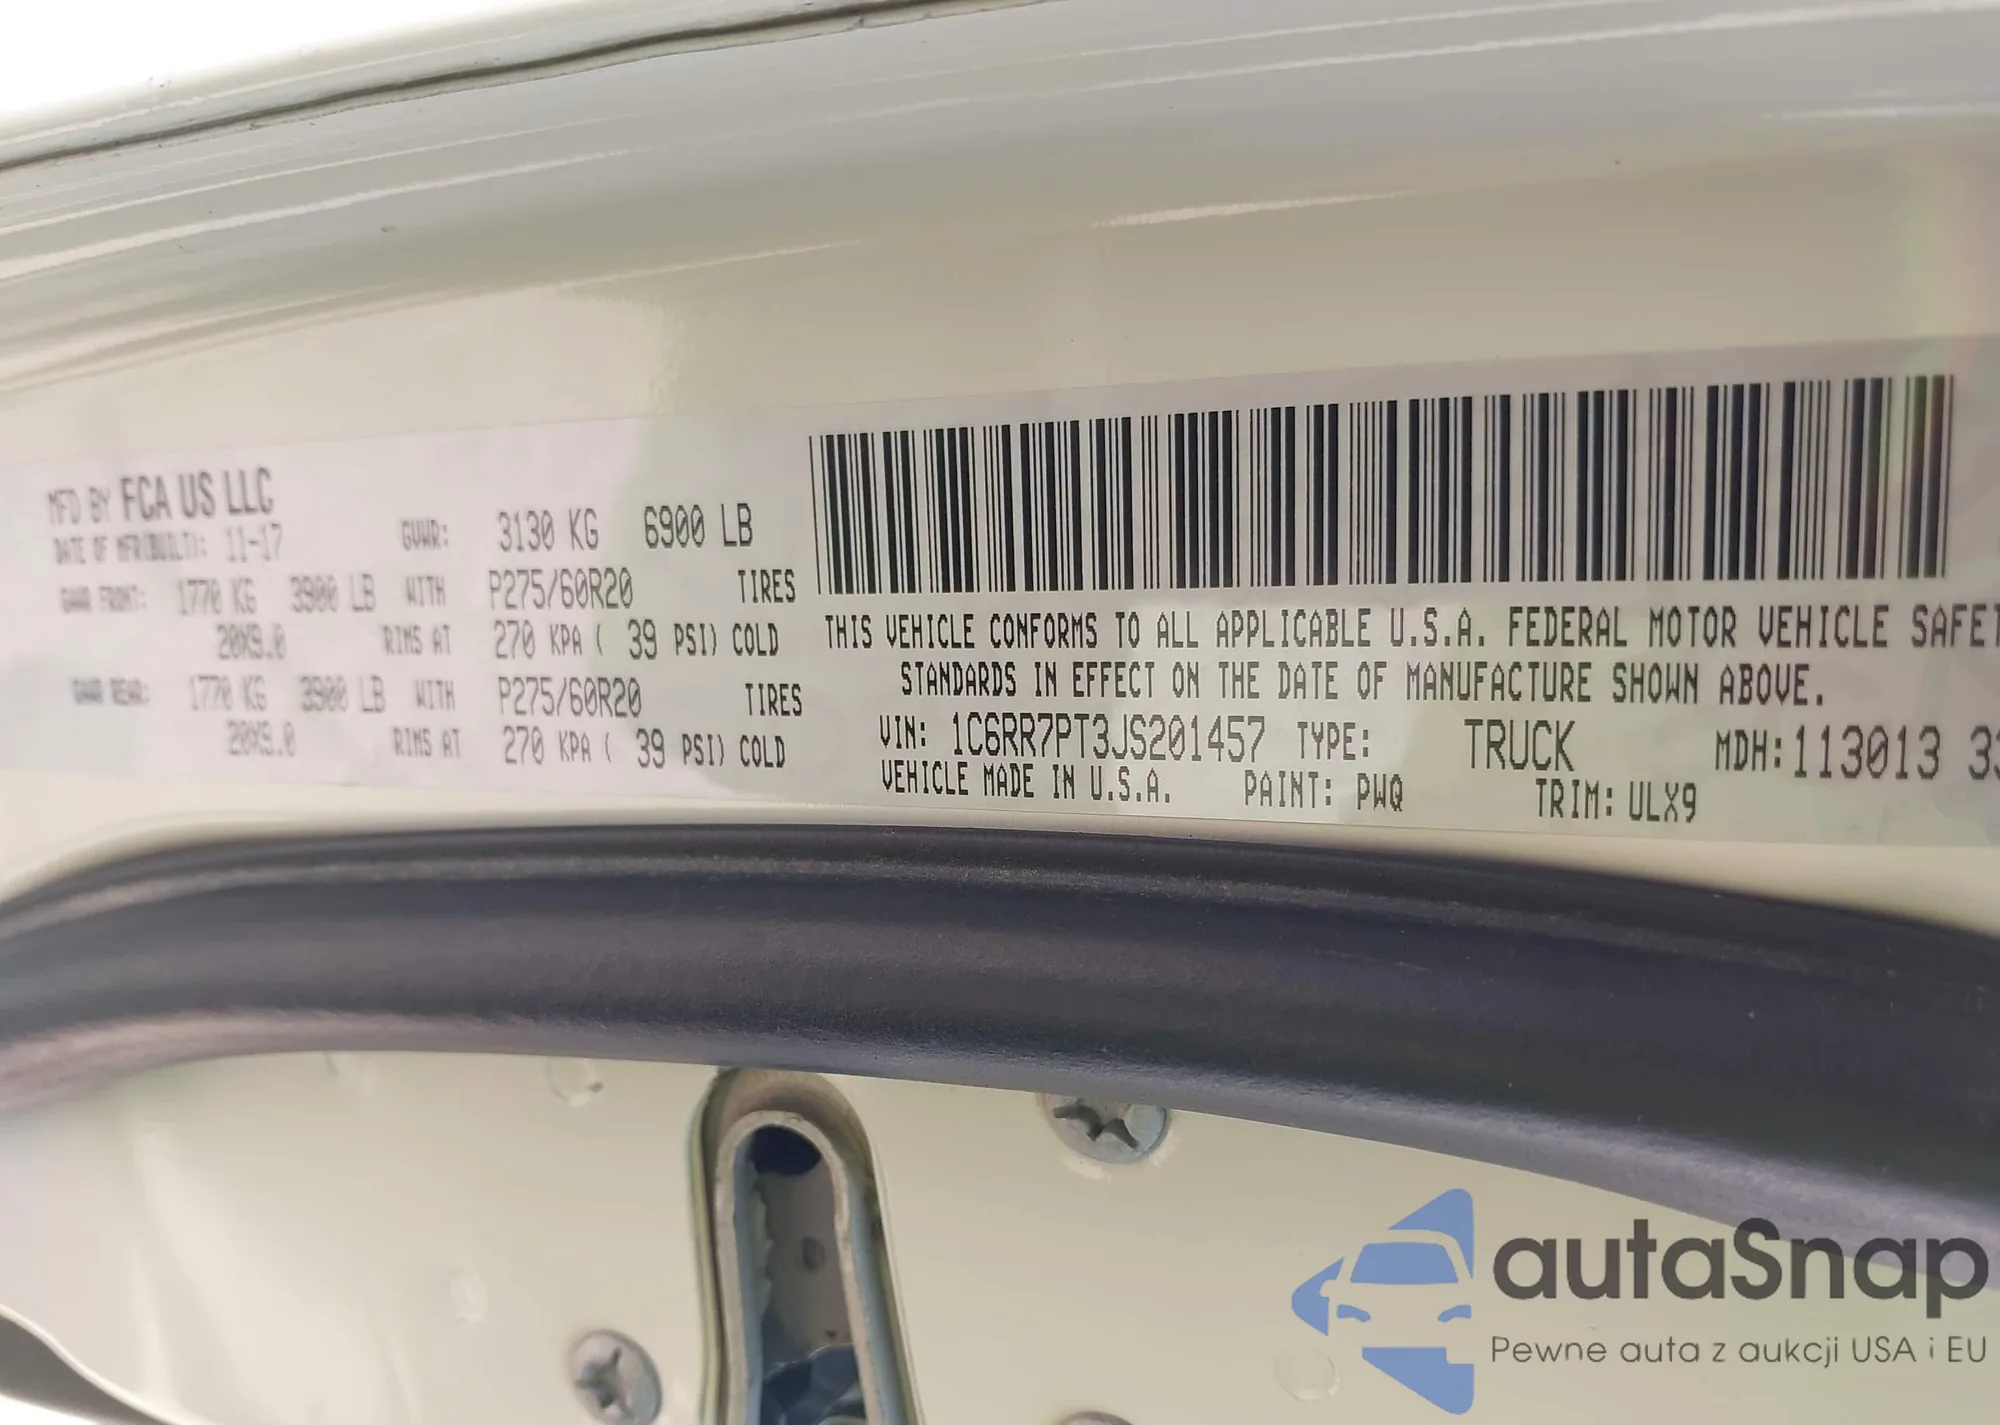 MFD BY FCA US LLC
DATE OF MFR(BUILT): 11-17 GVWR: 3130 KG 6900 LB
GAWR FRONT: 1770 KG 3900 LB WITH P275/60R20 TIRES
20X9.0 RIMS AT 270 KPA ( 39 PSI) COLD
GAWR REAR: 1770 KG 3900 LB WITH P275/60R20 TIRES
20X9.0 RIMS AT 270 KPA ( 39 PSI) COLD
THIS VEHICLE CONFORMS TO ALL APPLICABLE U.S.A. FEDERAL MOTOR VEHICLE SAFET
STANDARDS IN EFFECT ON THE DATE OF MANUFACTURE SHOWN ABOVE.
VIN: 1C6RR7PT3JS201457 TYPE: TRUCK MDH: 113013 33
VEHICLE MADE IN U.S.A. PAINT: PWQ TRIM: ULX9
autaSnap
Pewne auta z aukcji USA i EU